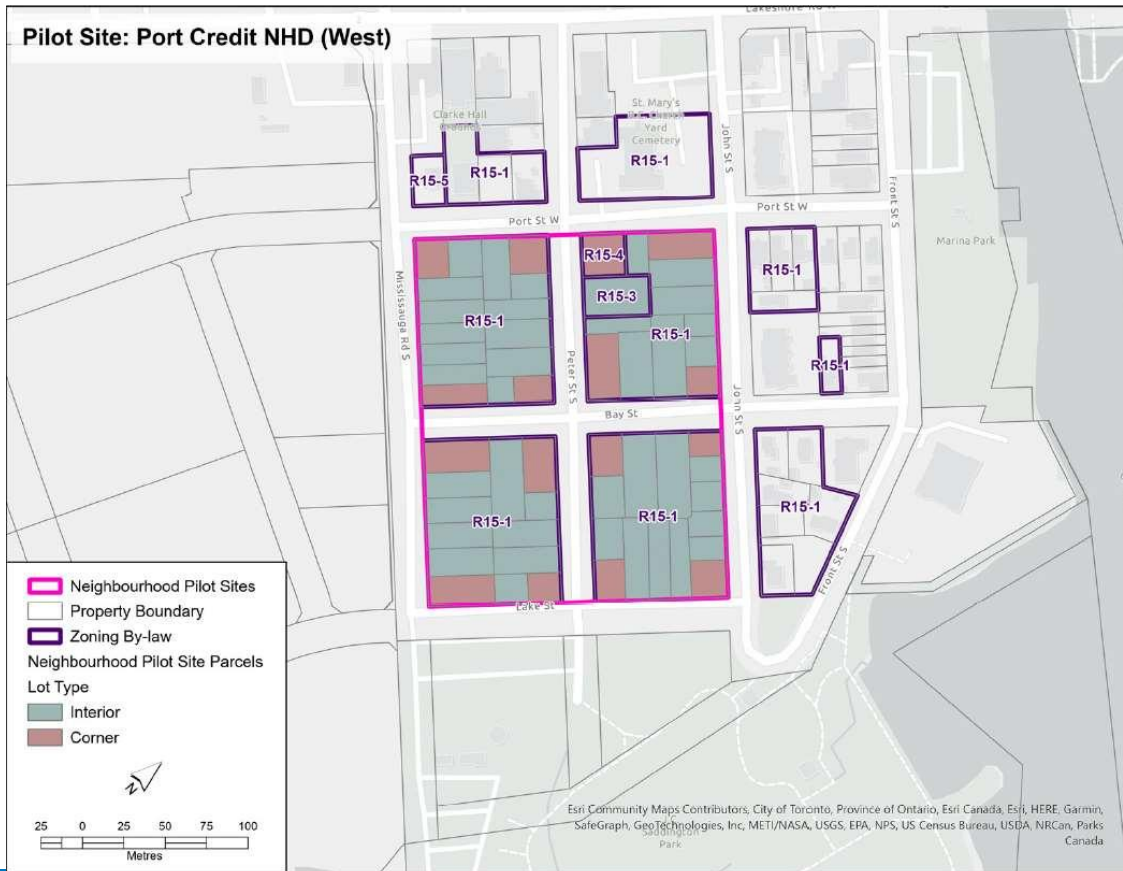 Pilot Site: Port Credit NHD (West)
Lakeshore Rd W
Clarke Hall
Grounds
St. Mary's
R.C. Church
Yard
Cemetery
R15-5
R15-1
R15-1
John St S
Front St S
Port St W
Port St W
Marina Park
Mississauga Rd S
R15-1
R15-4
R15-3
R15-1
R15-1
R15-1
Peter St S
Bay St
John St S
R15-1
R15-1
R15-1
Front St S
Lake St
Neighbourhood Pilot Sites
Property Boundary
Zoning By-law
Neighbourhood Pilot Site Parcels
Lot Type
Interior
Corner
N
25 0 25 50 75 100
Metres
Saddington
Park
Esri Community Maps Contributors, City of Toronto, Province of Ontario, Esri Canada, Esri, HERE, Garmin,
SafeGraph, GeoTechnologies, Inc, METI/NASA, USGS, EPA, NPS, US Census Bureau, USDA, NRCan, Parks
Canada